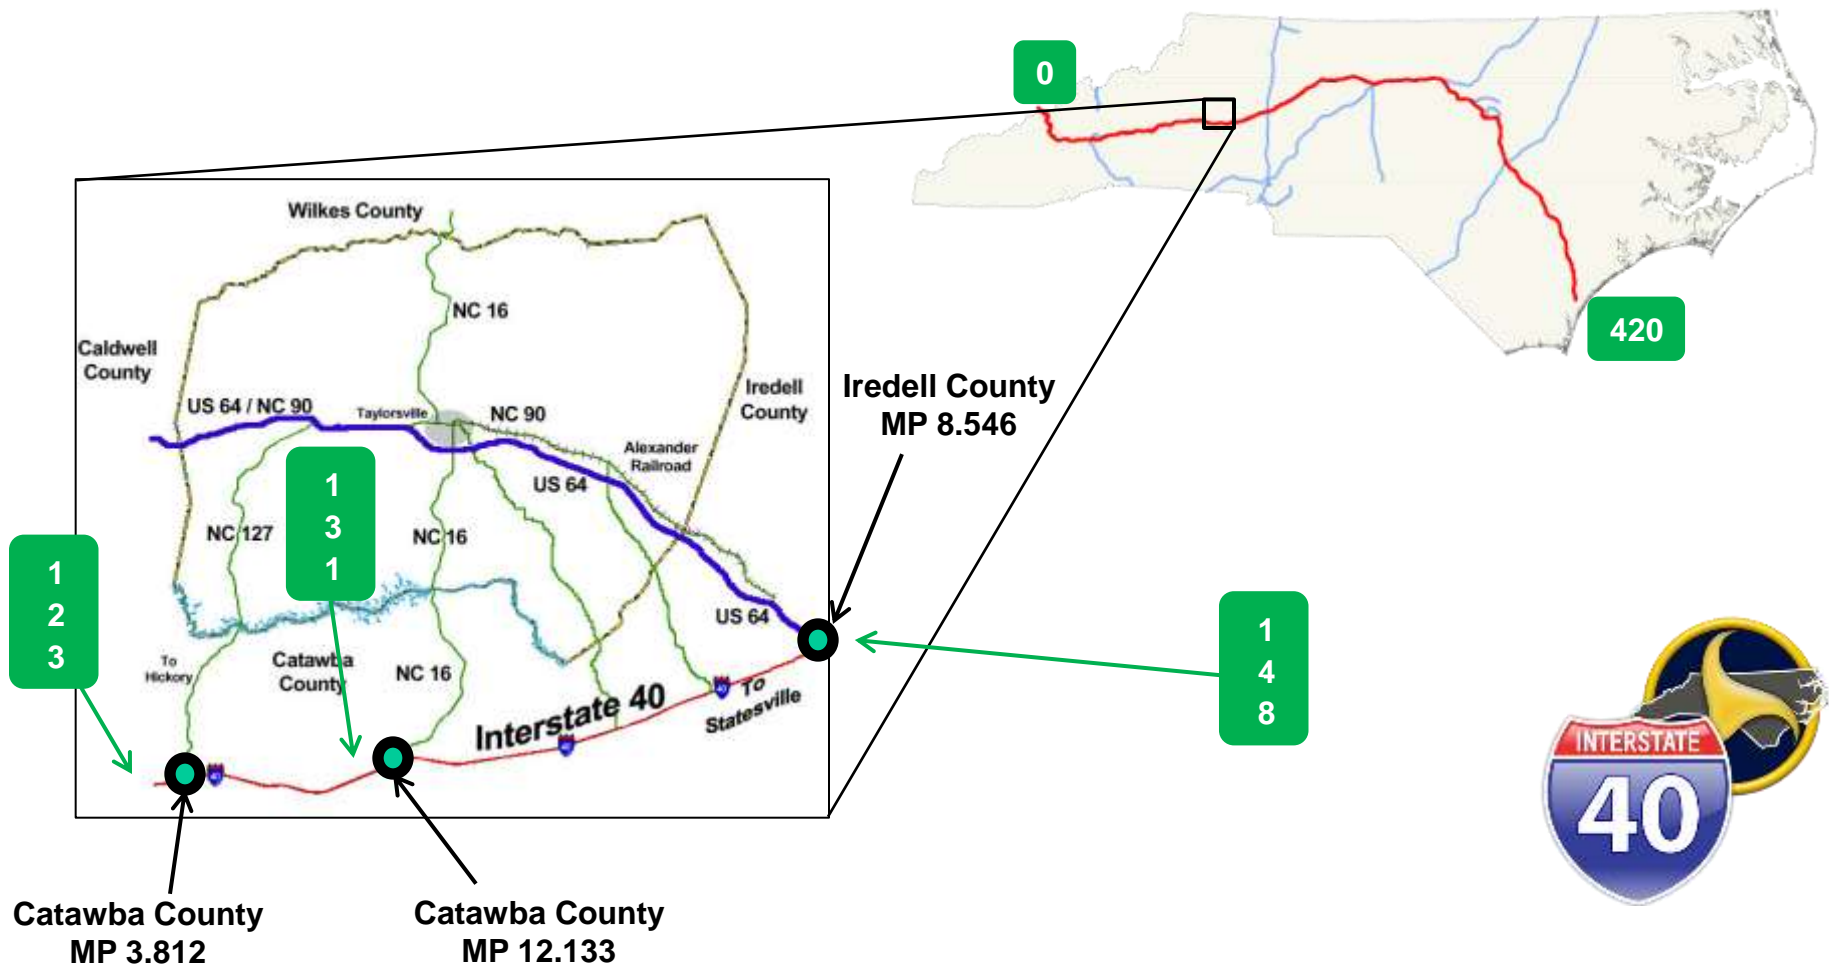 0
420
Wilkes County
NC 16
Caldwell
County
Iredell
County
US 64 / NC 90
Taylorsville
NC 90
Alexander
Railroad
US 64
Iredell County
MP 8.546
1
3
1
NC 127
NC 16
1
2
3
US 64
1
4
8
To
Hickory
Catawba
County
NC 16
Interstate 40
To
Statesville
40
40
40
INTERSTATE
40
Catawba County
MP 3.812
Catawba County
MP 12.133